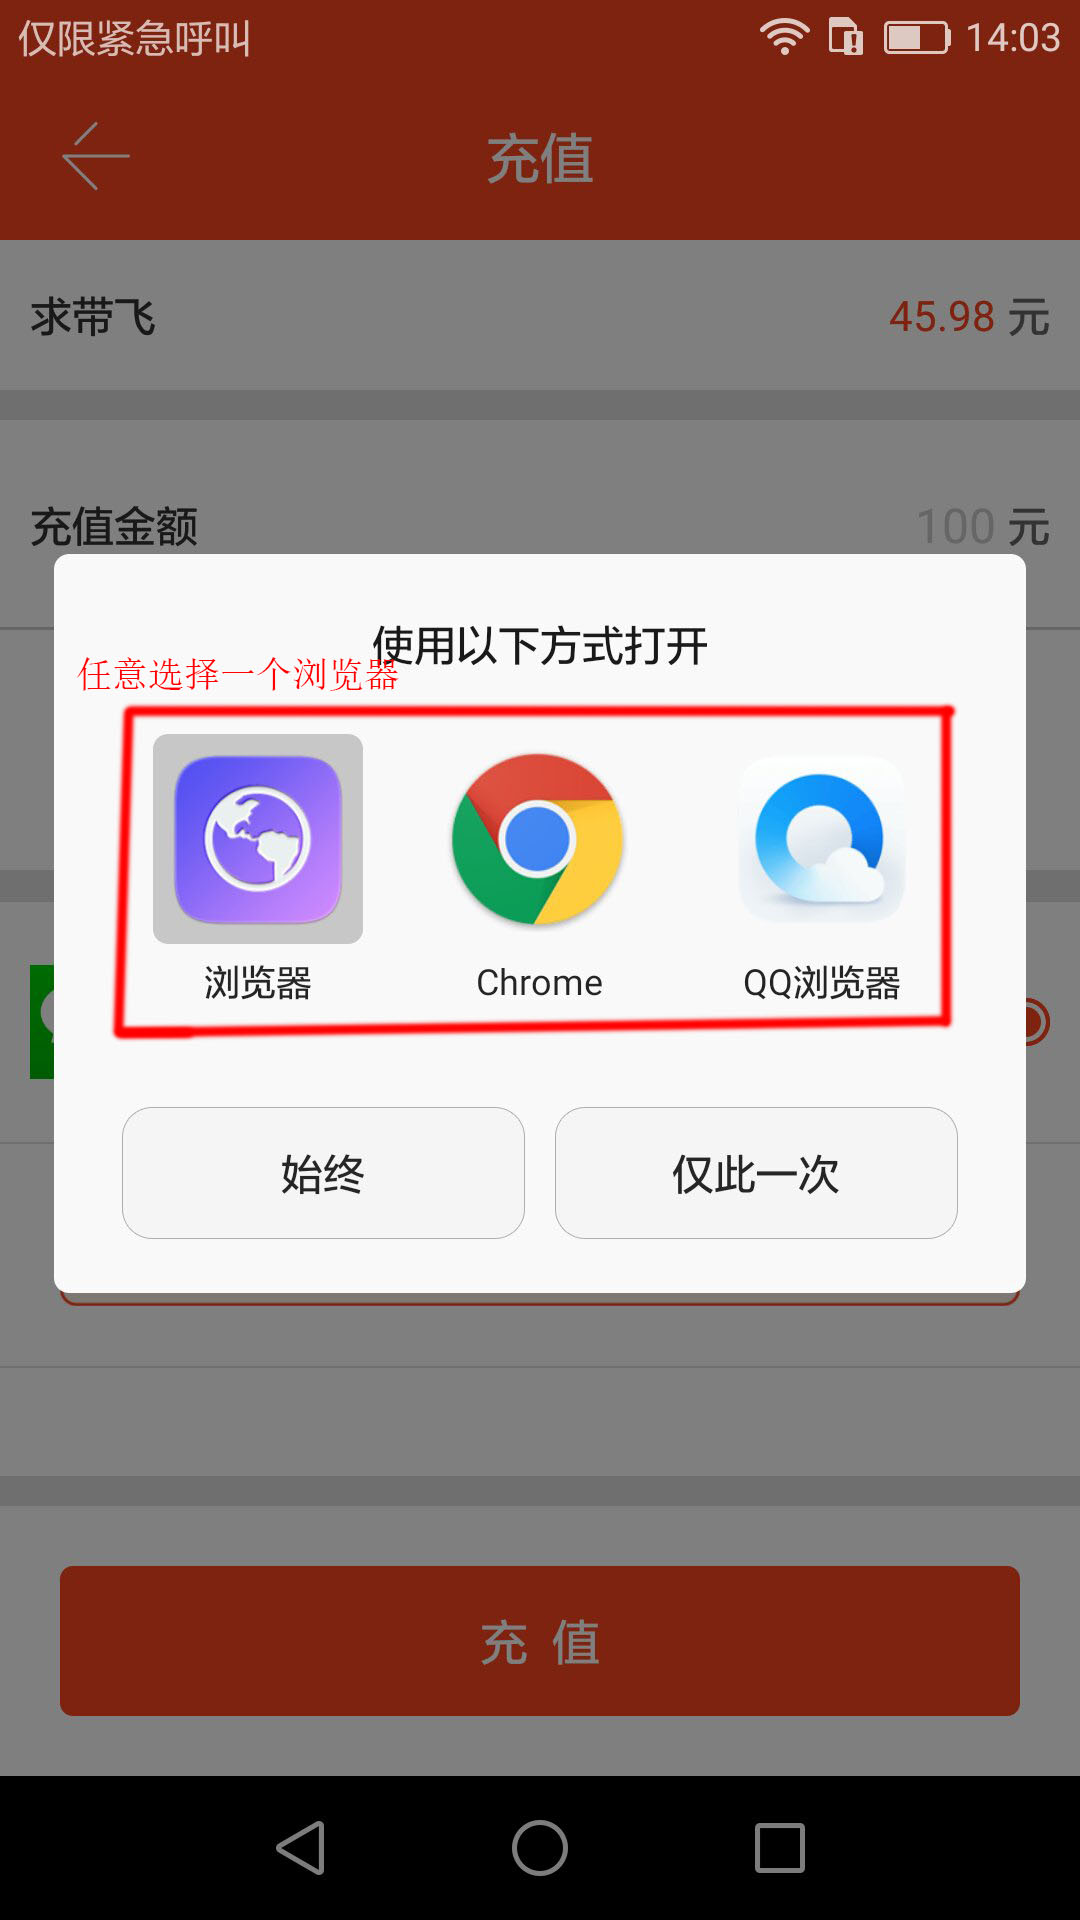 仅限紧急呼叫 14:03
充值
求带飞 45.98 元
充值金额 100 元
使用以下方式打开
任意选择一个浏览器
浏览器 Chrome QQ浏览器
始终 仅此一次
充 值